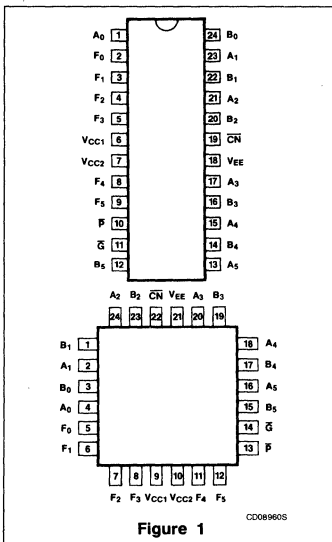 A0 1 24 B0
F0 2 23 A1
F1 3 22 B1
F2 4 21 A2
F3 5 20 B2
VCC1 6 19 C̅N̅
VCC2 7 18 VEE
F4 8 17 A3
F5 9 16 B3
P̅ 10 15 A4
G̅ 11 14 B4
B5 12 13 A5
A2 B2 C̅N̅ VEE A3 B3
24 23 22 21 20 19
B1 1 18 A4
A1 2 17 B4
B0 3 16 A5
A0 4 15 B5
F0 5 14 G̅
F1 6 13 P̅
7 8 9 10 11 12
F2 F3 VCC1 VCC2 F4 F5
CD08960S
Figure 1